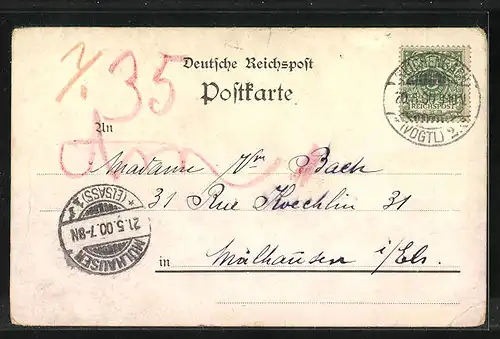 Deutsche Reichspost
Postkarte
35
REICHSPOST
(VOGTL)
An
Madame Vve Bach
31 Rue Koechlin 31
in Mülhausen i/Els.
MÜLHAUSEN
21.5.00.7-8N
* (ELSASS) 1 *